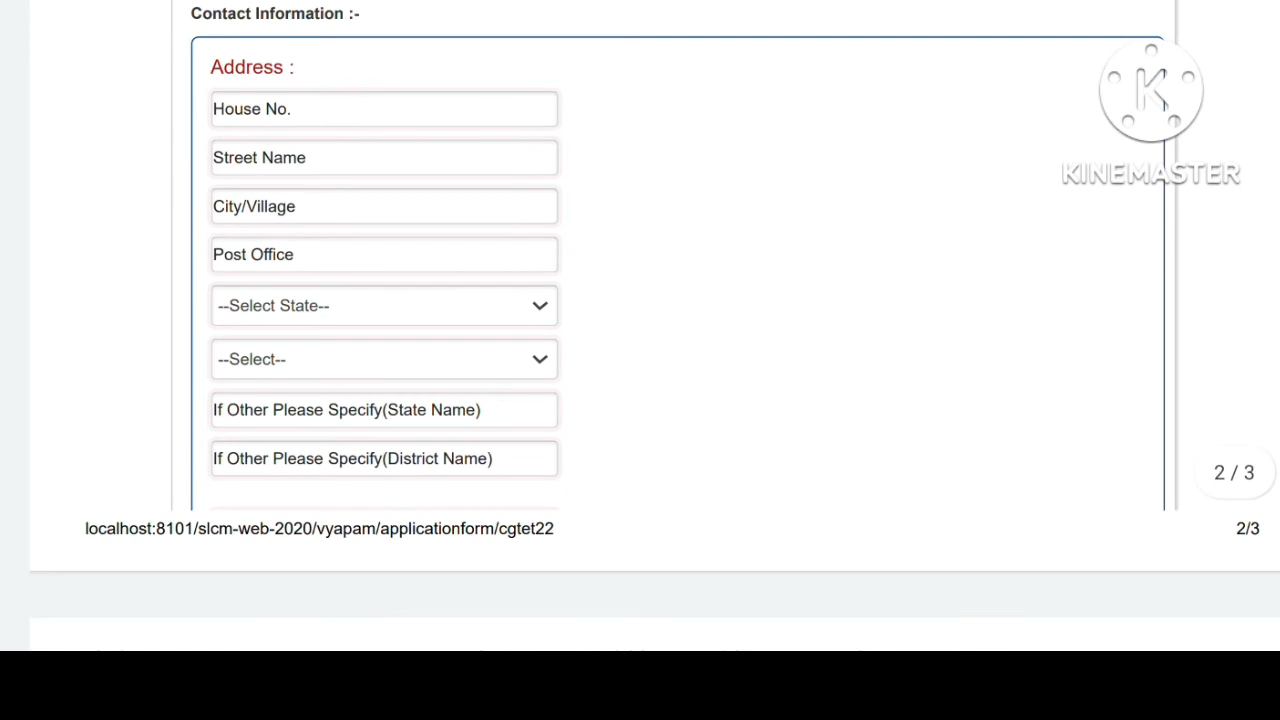 Contact Information :-
Address :
House No.
Street Name
City/Village
Post Office
--Select State--
--Select--
If Other Please Specify(State Name)
If Other Please Specify(District Name)
K
KINEMASTER
2 / 3
localhost:8101/slcm-web-2020/vyapam/applicationform/cgtet22
2/3